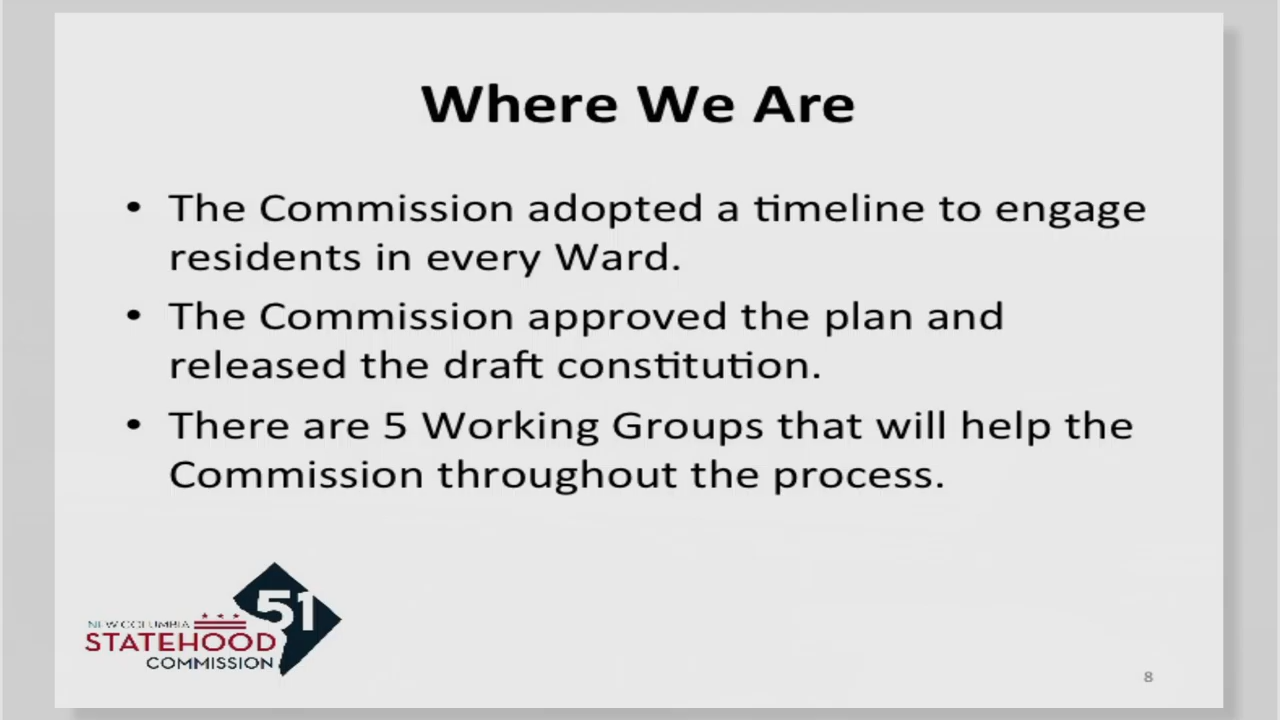 Where We Are
• The Commission adopted a timeline to engage
residents in every Ward.
• The Commission approved the plan and
released the draft constitution.
• There are 5 Working Groups that will help the
Commission throughout the process.
51
NEW COLUMBIA
STATEHOOD
COMMISSION
8